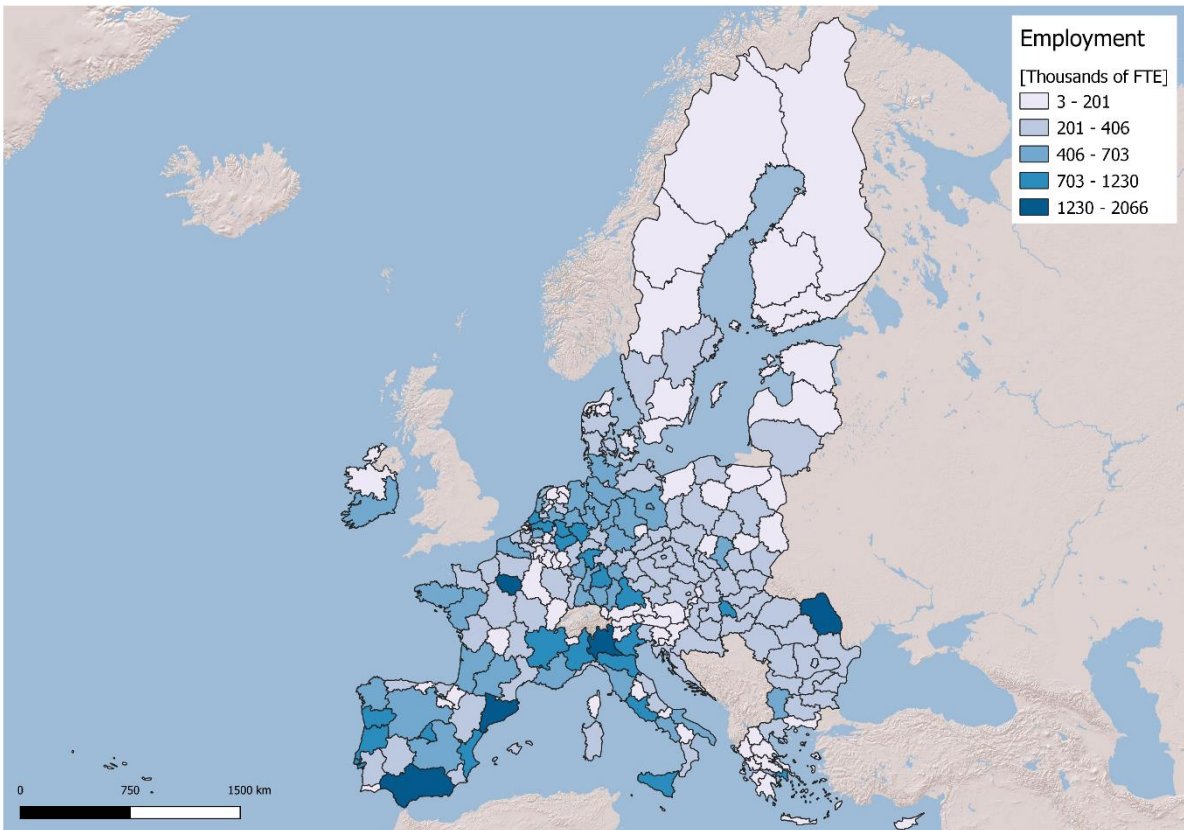 Employment
[Thousands of FTE]
3 - 201
201 - 406
406 - 703
703 - 1230
1230 - 2066
0 750 1500 km